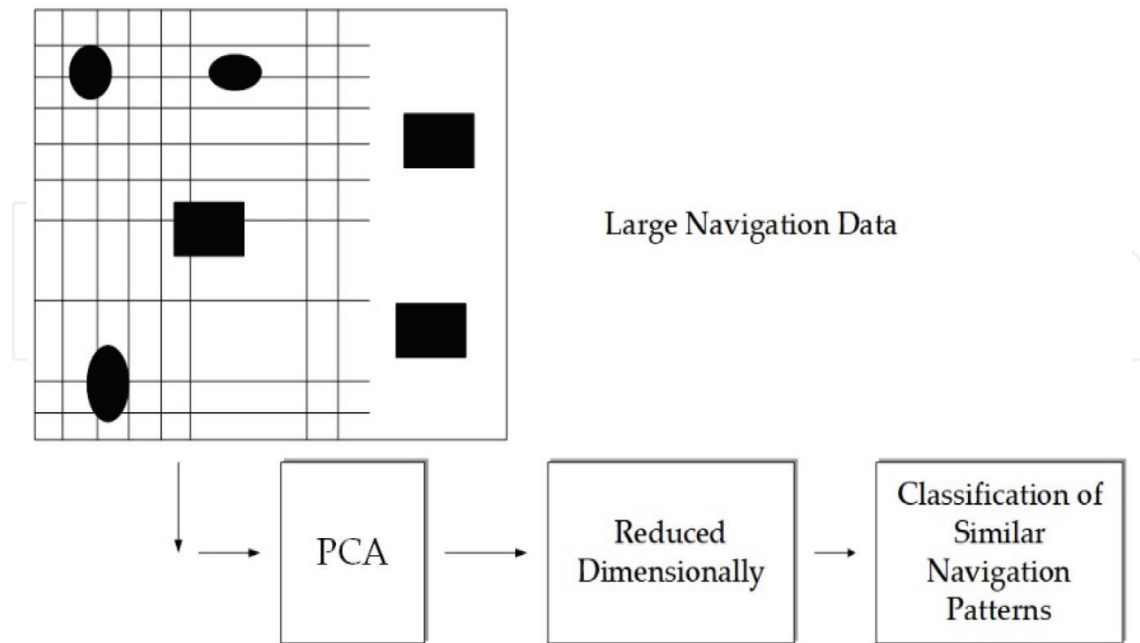 Large Navigation Data
PCA
Reduced
Dimensionally
Classification of
Similar
Navigation
Patterns